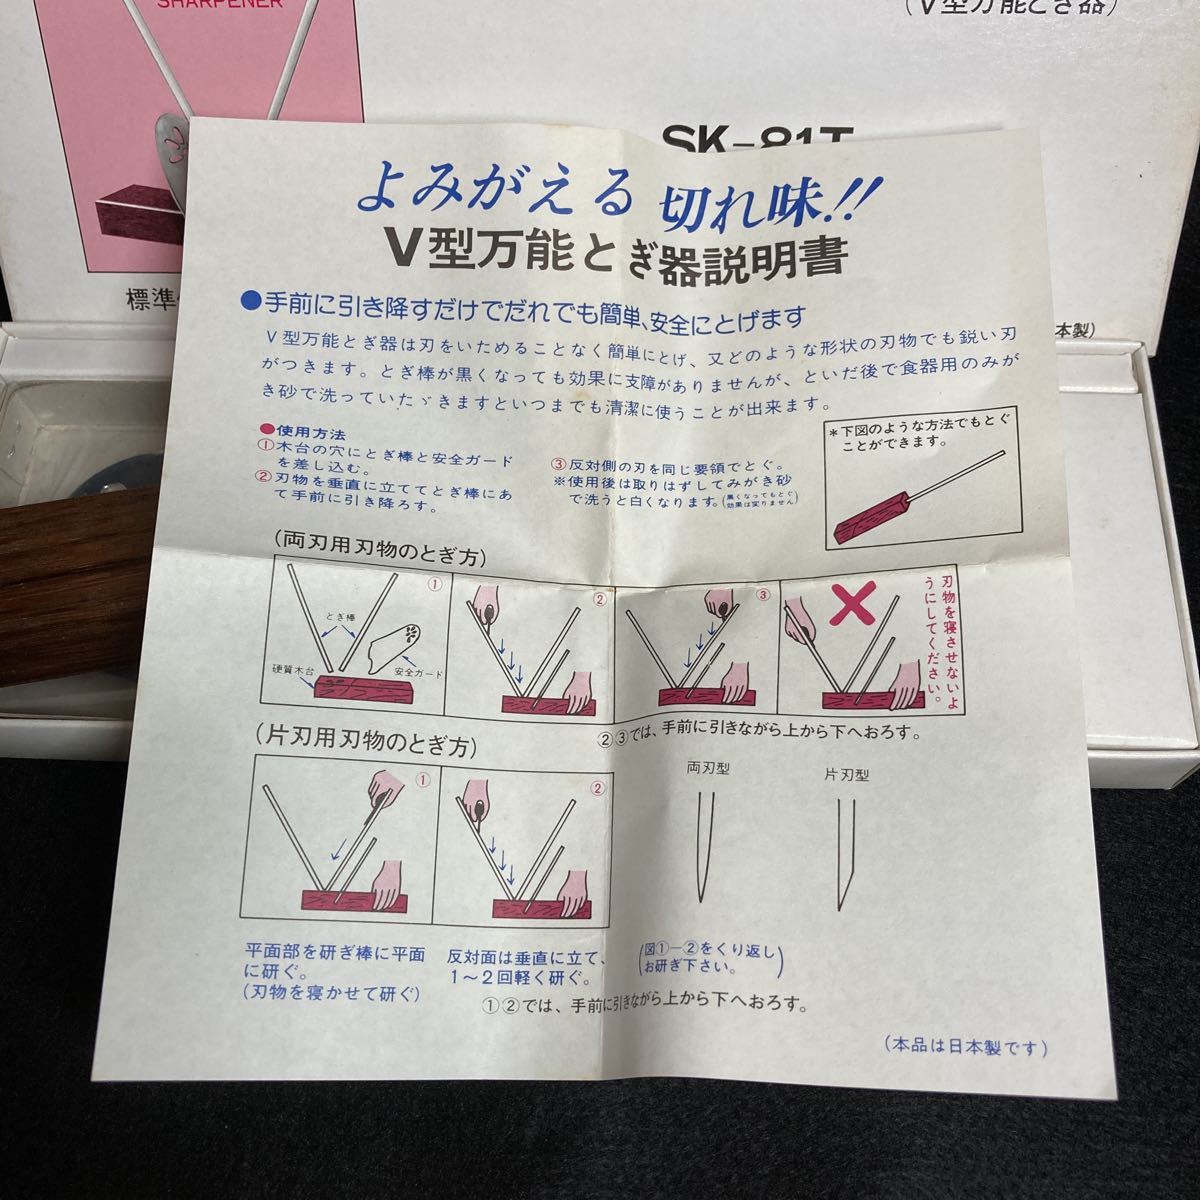 SHARPENER
(V型万能とぎ器)
SK-81T
標準
本製)
よみがえる切れ味!!
V型万能とぎ器説明書
●手前に引き降すだけでだれでも簡単、安全にとげます
V型万能とぎ器は刃をいためることなく簡単にとげ、又どのような形状の刃物でも鋭い刃
がつきます。とぎ棒が黒くなっても効果に支障がありませんが、といだ後で食器用のみが
き砂で洗っていたゞきますといつまでも清潔に使うことが出来ます。
●使用方法
①木台の穴にとぎ棒と安全ガード
を差し込む。
②刃物を垂直に立ててとぎ棒にあ
て手前に引き降ろす。
③反対側の刃を同じ要領でとぐ。
※使用後は取りはずしてみがき砂
で洗うと白くなります。(黒くなってもとぐ
効果は変りません)
*下図のような方法でもとぐ
ことができます。
(両刃用刃物のとぎ方)
①
とぎ棒
硬質木台
安全ガード
②
③
刃物を寝させないよ
うにしてください。
②③では、手前に引きながら上から下へおろす。
(片刃用刃物のとぎ方)
①
②
両刃型
片刃型
平面部を研ぎ棒に平面
に研ぐ。
(刃物を寝かせて研ぐ)
反対面は垂直に立て、
1〜2回軽く研ぐ。
(図①−②をくり返し
お研ぎ下さい。)
①②では、手前に引きながら上から下へおろす。
(本品は日本製です)